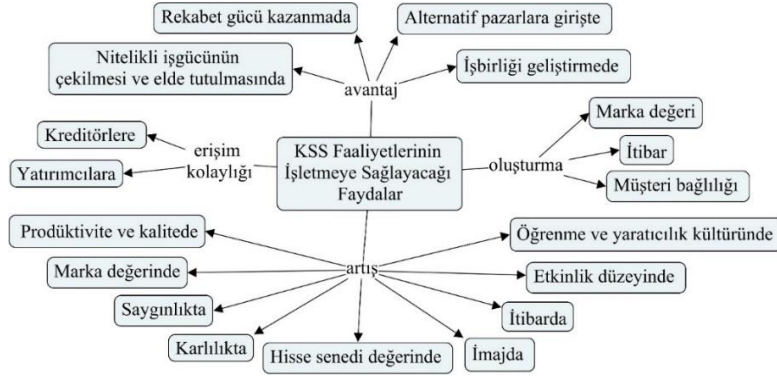 Rekabet gücü kazanmada
Alternatif pazarlara girişte
Nitelikli işgücünün
çekilmesi ve elde tutulmasında
İşbirliği geliştirmede
avantaj
Marka değeri
Kreditörlere
erişim
kolaylığı
Yatırımcılara
KSS Faaliyetlerinin
İşletmeye Sağlayacağı
Faydalar
oluşturma
İtibar
Müşteri bağlılığı
Prodüktivite ve kalitede
Öğrenme ve yaratıcılık kültüründe
Marka değerinde
artış
Etkinlik düzeyinde
Saygınlıkta
İtibarda
Karlılıkta
Hisse senedi değerinde
İmajda